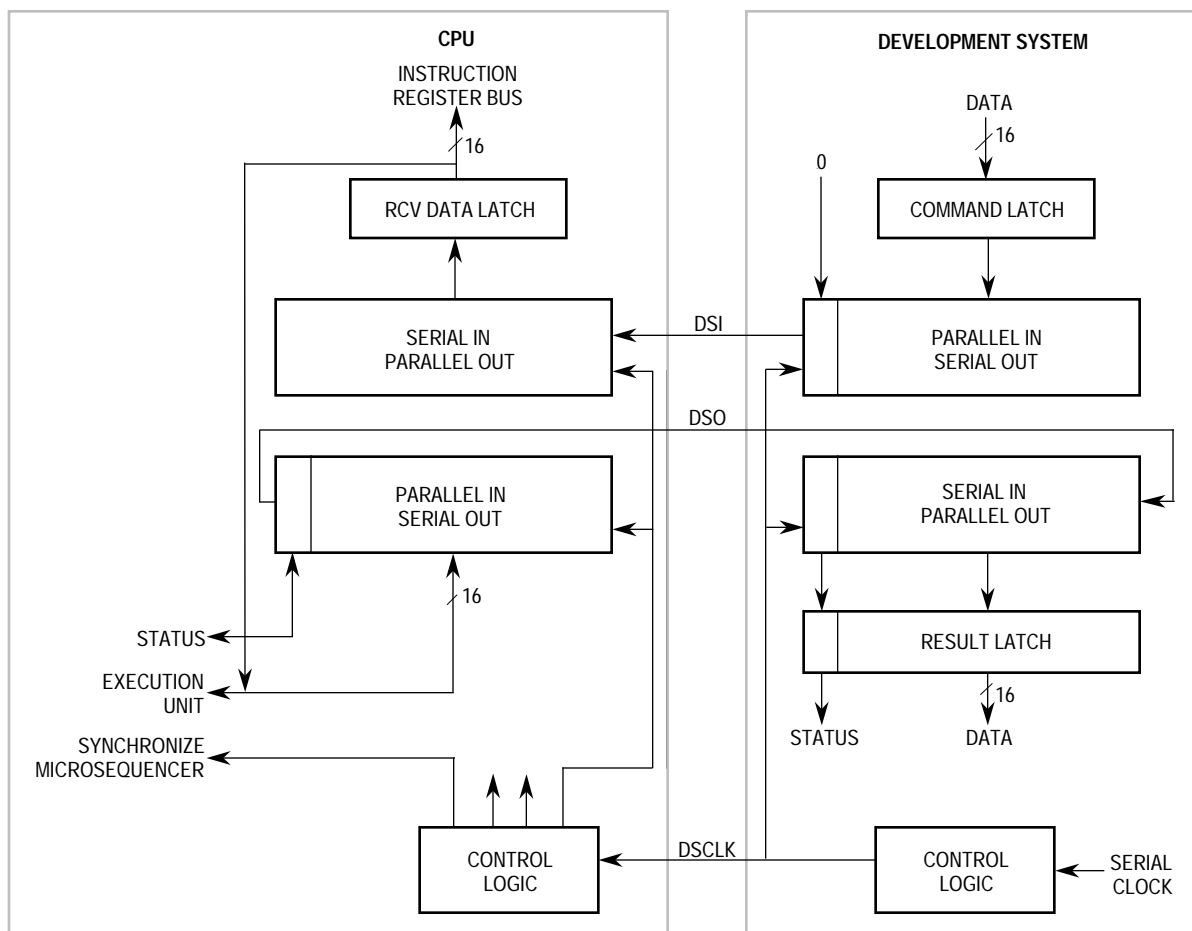 CPU
DEVELOPMENT SYSTEM
INSTRUCTION
REGISTER BUS
16
RCV DATA LATCH
SERIAL IN
PARALLEL OUT
DATA
16
0
COMMAND LATCH
PARALLEL IN
SERIAL OUT
DSI
DSO
PARALLEL IN
SERIAL OUT
16
STATUS
EXECUTION
UNIT
SYNCHRONIZE
MICROSEQUENCER
SERIAL IN
PARALLEL OUT
RESULT LATCH
16
STATUS
DATA
CONTROL
LOGIC
DSCLK
CONTROL
LOGIC
SERIAL
CLOCK